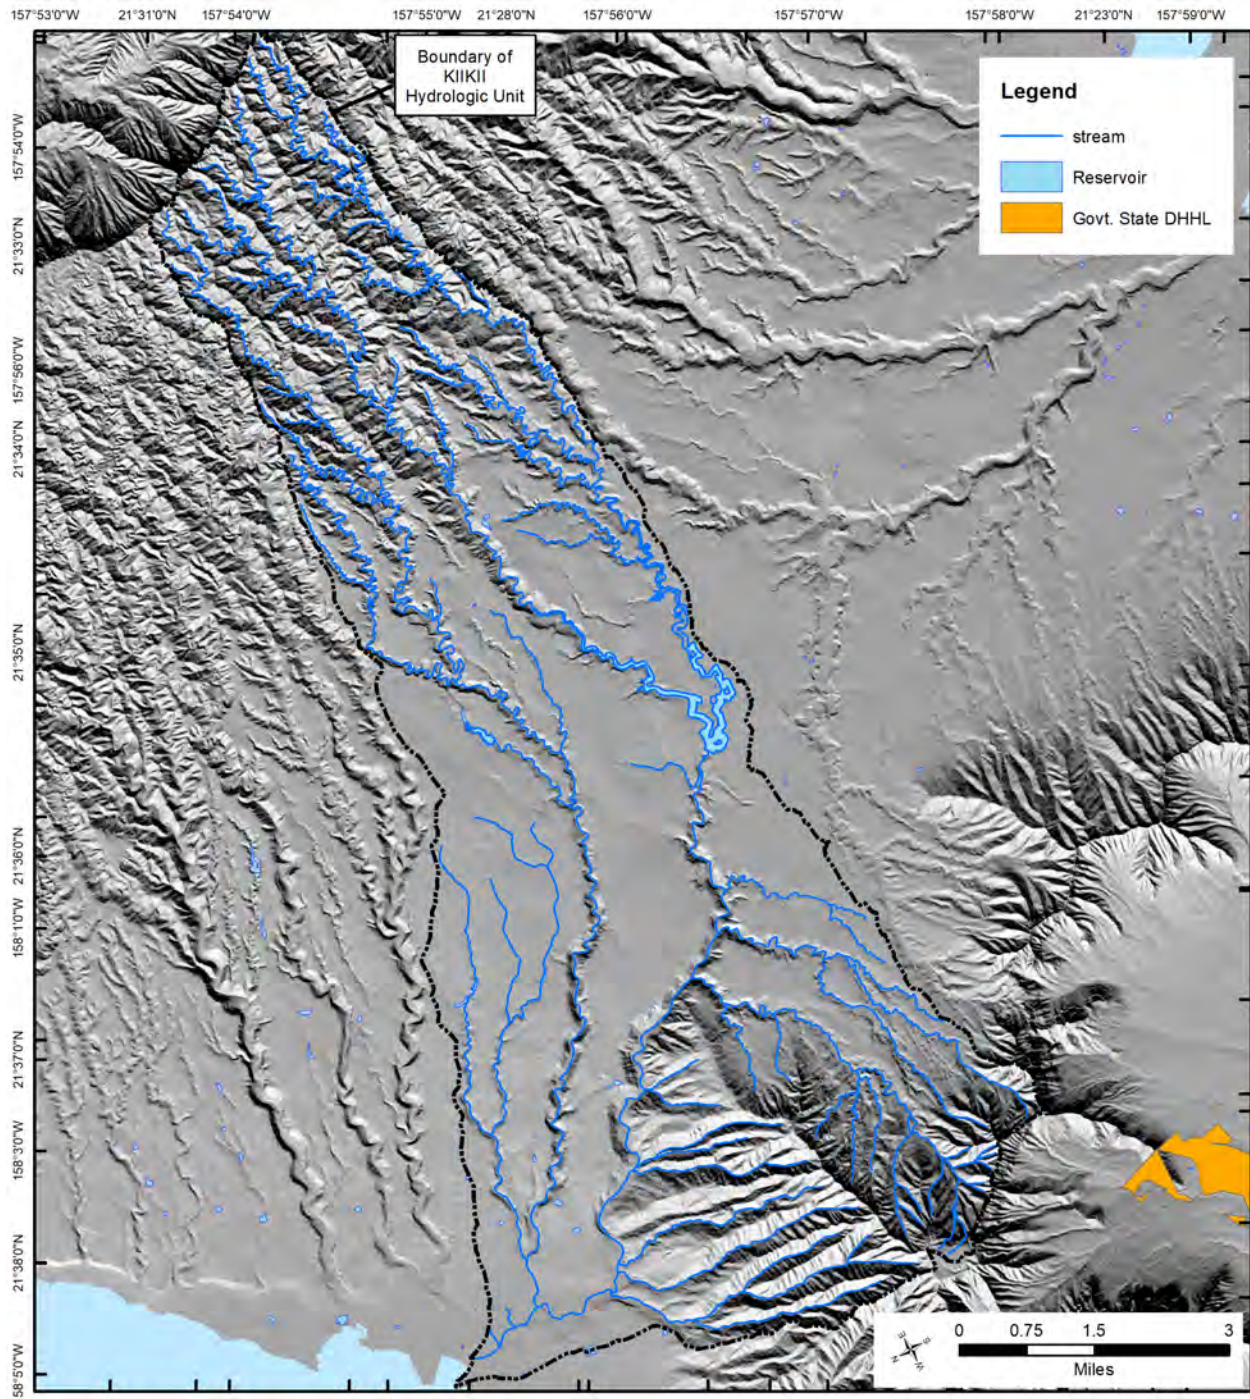 157°53'0"W 21°31'0"N 157°54'0"W 157°55'0"W 21°28'0"N 157°56'0"W 157°57'0"W 157°58'0"W 21°23'0"N 157°59'0"W
Boundary of
KIIKII
Hydrologic Unit
Legend
stream
Reservoir
Govt. State DHHL
157°54'0"W
21°33'0"N
157°56'0"W
21°34'0"N
21°35'0"N
21°36'0"N
158°1'0"W
21°37'0"N
158°3'0"W
21°38'0"N
58°5'0"W
N
E
S
W
0 0.75 1.5 3
Miles